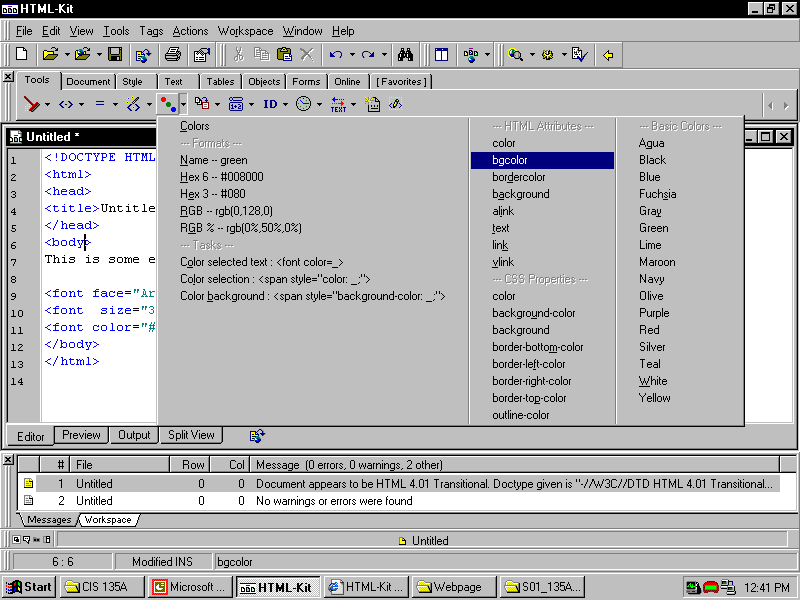 HTML-Kit
File Edit View Tools Tags Actions Workspace Window Help
Tools Document Style Text Tables Objects Forms Online [ Favorites ]
ID TEXT
Untitled *
1 <!DOCTYPE HTML
2 <html>
3 <head>
4 <title>Untitle
5 </head>
6 <body>
7 This is some e
8
9 <font face="Ar
10 <font  size="3
11 <font color="#
12 </body>
13 </html>
14
Colors
--- Formats ---
Name -- green
Hex 6 -- #008000
Hex 3 -- #080
RGB -- rgb(0,128,0)
RGB % -- rgb(0%,50%,0%)
--- Tasks ---
Color selected text : <font color=_>
Color selection : <span style="color: _;">
Color background : <span style="background-color: _;">
--- HTML Attributes ---
color
bgcolor
bordercolor
background
alink
text
link
vlink
--- CSS Properties ---
color
background-color
background
border-bottom-color
border-left-color
border-right-color
border-top-color
outline-color
--- Basic Colors ---
Aqua
Black
Blue
Fuchsia
Gray
Green
Lime
Maroon
Navy
Olive
Purple
Red
Silver
Teal
White
Yellow
Editor Preview Output Split View
# File Row Col Message (0 errors, 0 warnings, 2 other)
1 Untitled 0 0 Document appears to be HTML 4.01 Transitional. Doctype given is "-//W3C//DTD HTML 4.01 Transitional...
2 Untitled 0 0 No warnings or errors were found
Messages Workspace
Untitled
6 : 6 Modified INS bgcolor
Start CIS 135A Microsoft ... HTML-Kit HTML-Kit ... Webpage S01_135A... 12:41 PM